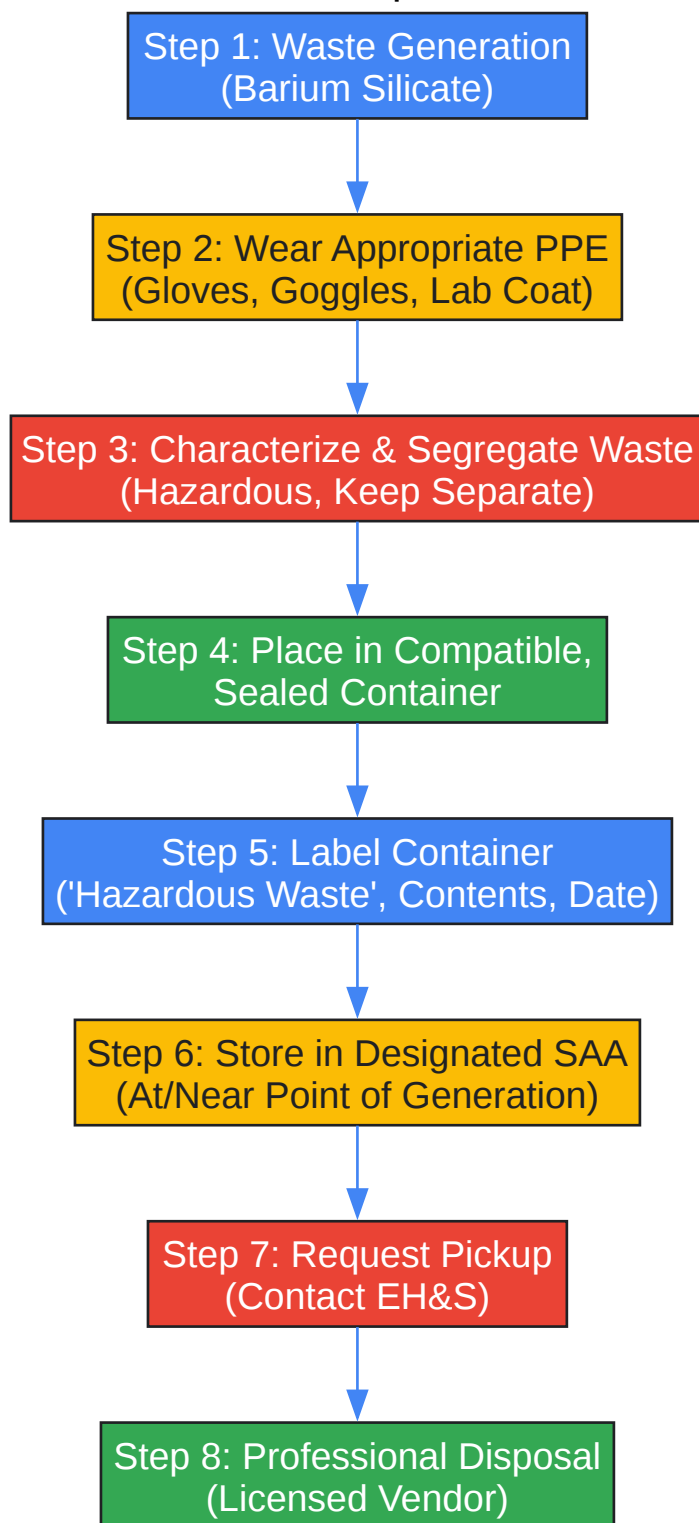 Step 1: Waste Generation
(Barium Silicate)
Step 2: Wear Appropriate PPE
(Gloves, Goggles, Lab Coat)
Step 3: Characterize & Segregate Waste
(Hazardous, Keep Separate)
Step 4: Place in Compatible,
Sealed Container
Step 5: Label Container
('Hazardous Waste', Contents, Date)
Step 6: Store in Designated SAA
(At/Near Point of Generation)
Step 7: Request Pickup
(Contact EH&S)
Step 8: Professional Disposal
(Licensed Vendor)